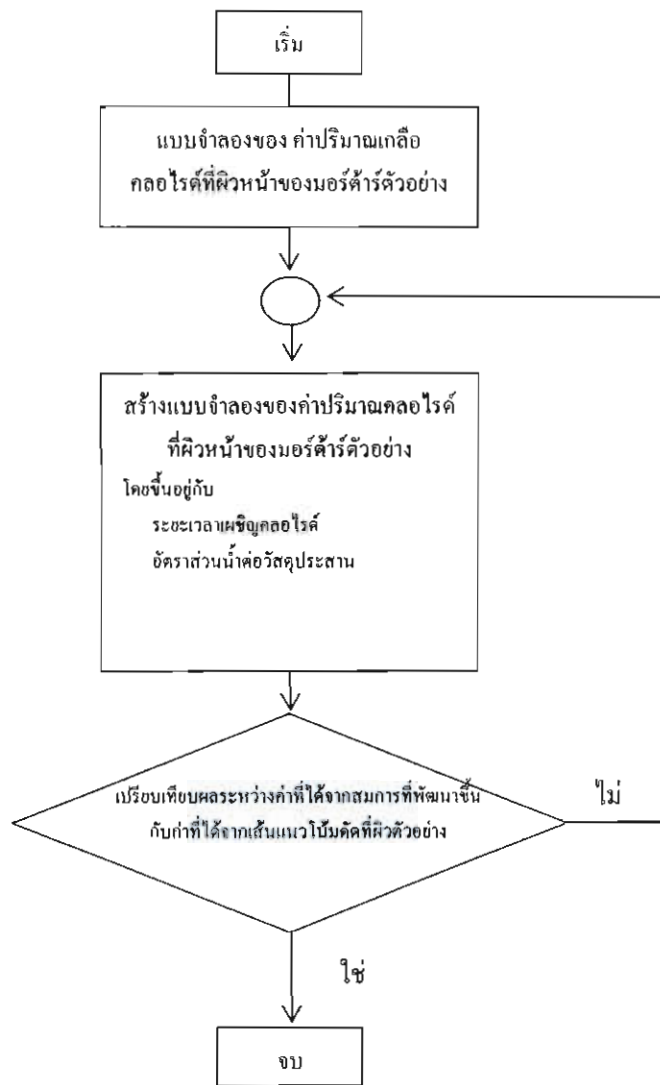 เริ่ม
แบบจำลองของ ค่าปริมาณเกลือ
คลอไรด์ที่ผิวหน้าของมอร์ต้าร์ตัวอย่าง
สร้างแบบจำลองของค่าปริมาณคลอไรด์
ที่ผิวหน้าของมอร์ต้าร์ตัวอย่าง
โดยขึ้นอยู่กับ
ระยะเวลาเผชิญคลอไรด์
อัตราส่วนน้ำต่อวัสดุประสาน
เปรียบเทียบผลระหว่างค่าที่ได้จากสมการที่พัฒนาขึ้น
กับค่าที่ได้จากเส้นแนวโน้มตัดที่ผิวตัวอย่าง
ไม่
ใช่
จบ